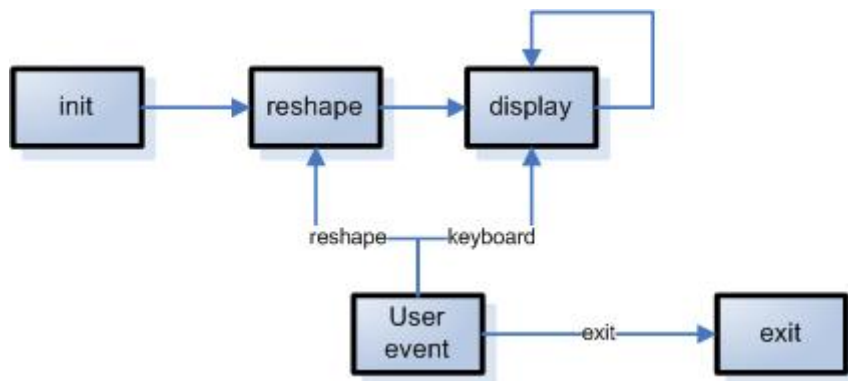 init
reshape
display
reshape
keyboard
User
event
exit
exit